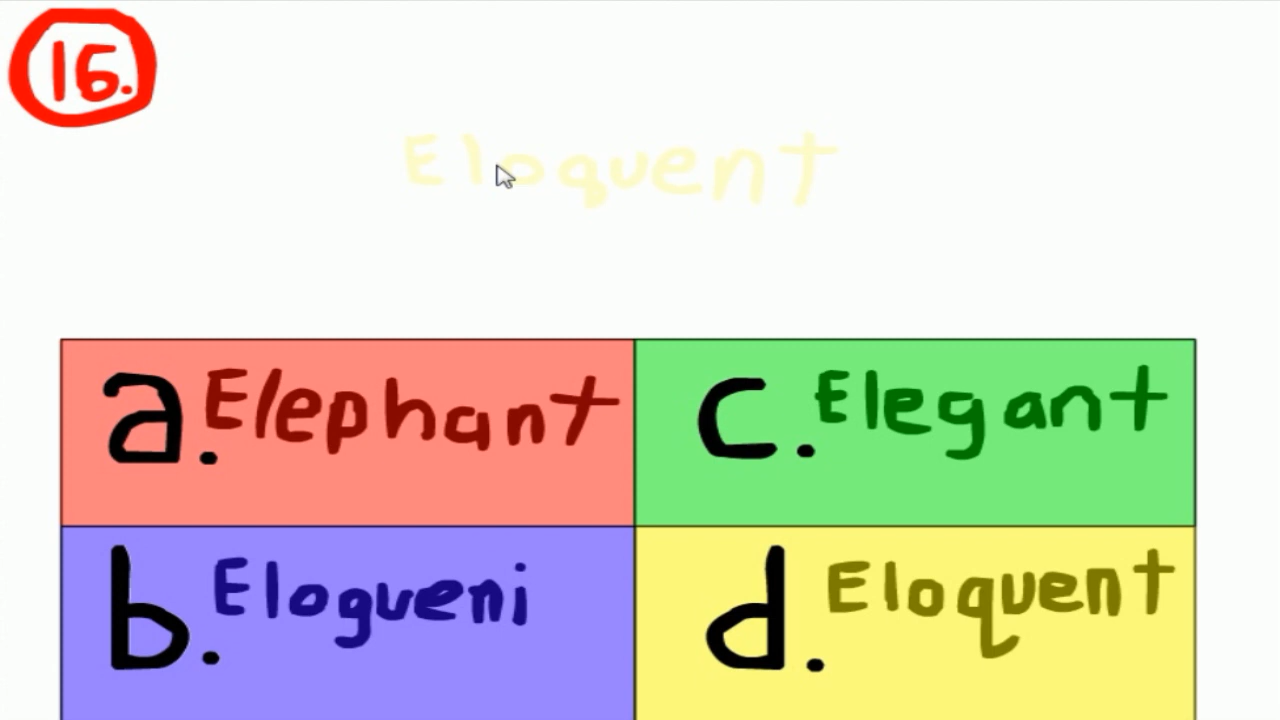 16.
Eloquent
a. Elephant
c. Elegant
b. Elogueni
d. Eloquent